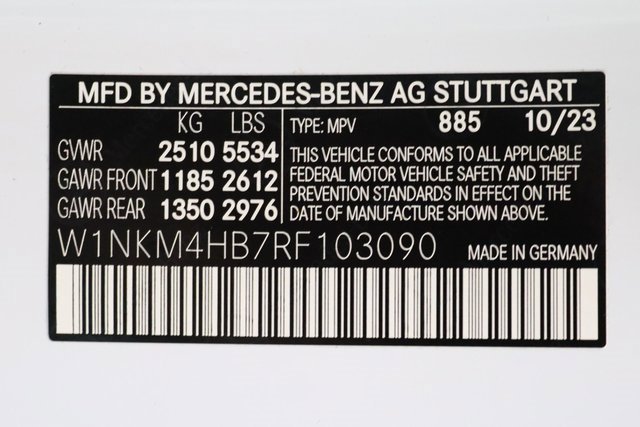 MFD BY MERCEDES-BENZ AG STUTTGART
KG LBS
GVWR 2510 5534
GAWR FRONT 1185 2612
GAWR REAR 1350 2976
TYPE: MPV 885 10/23
THIS VEHICLE CONFORMS TO ALL APPLICABLE
FEDERAL MOTOR VEHICLE SAFETY AND THEFT
PREVENTION STANDARDS IN EFFECT ON THE
DATE OF MANUFACTURE SHOWN ABOVE.
W1NKM4HB7RF103090 MADE IN GERMANY